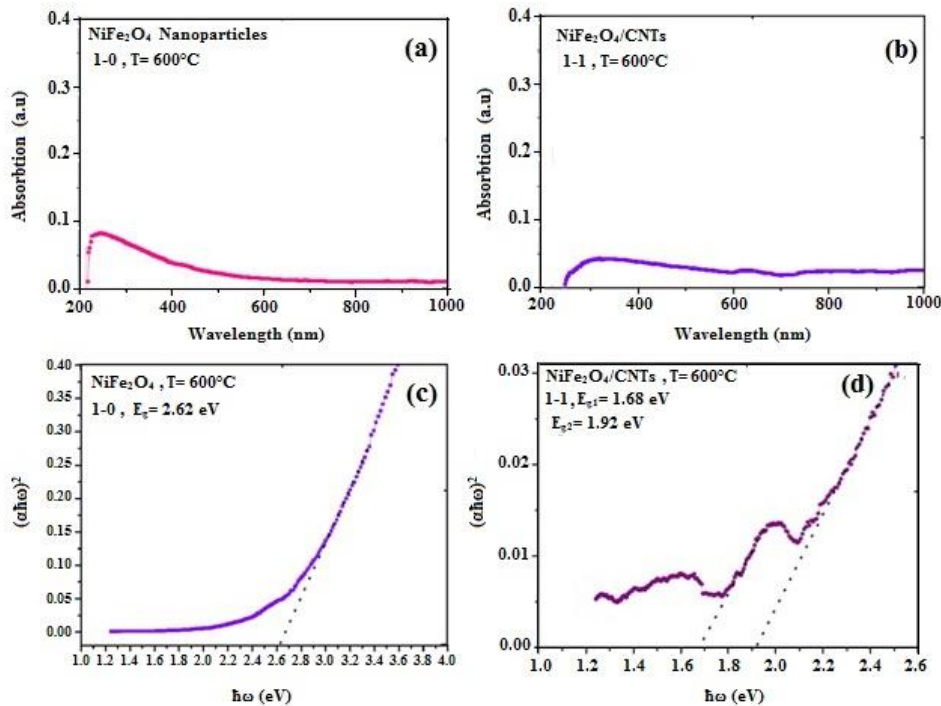 NiFe₂O₄ Nanoparticles
1-0 , T= 600°C
(a)
0.4
0.3
0.2
0.1
0.0
Absorbtion (a.u)
200 400 600 800 1000
Wavelength (nm)
NiFe₂O₄/CNTs
1-1 , T= 600°C
(b)
0.4
0.3
0.2
0.1
0.0
Absorbtion (a.u)
200 400 600 800 1000
Wavelength (nm)
NiFe₂O₄ , T= 600°C
1-0 , E_g= 2.62 eV
(c)
0.40
0.35
0.30
0.25
0.20
0.15
0.10
0.05
0.00
(αħω)²
1.0 1.2 1.4 1.6 1.8 2.0 2.2 2.4 2.6 2.8 3.0 3.2 3.4 3.6 3.8 4.0
ħω (eV)
NiFe₂O₄/CNTs , T= 600°C
1-1, E_g1= 1.68 eV
E_g2= 1.92 eV
(d)
0.03
0.02
0.01
0.00
(αħω)²
1.0 1.2 1.4 1.6 1.8 2.0 2.2 2.4 2.6
ħω (eV)